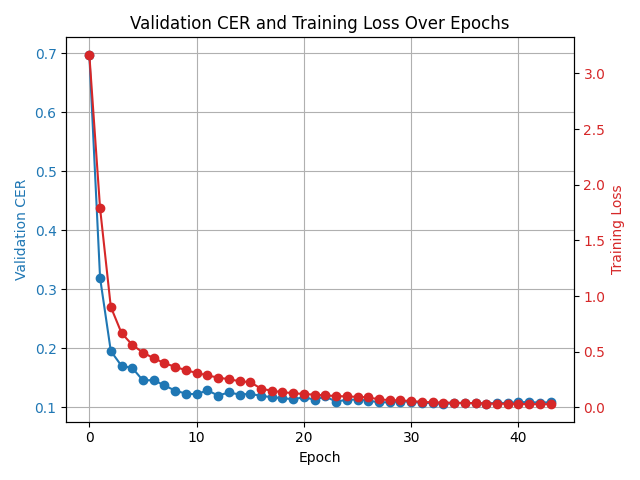 Validation CER and Training Loss Over Epochs
0.7
0.6
0.5
0.4
0.3
0.2
0.1
Validation CER
3.0
2.5
2.0
1.5
1.0
0.5
0.0
Training Loss
0 10 20 30 40
Epoch